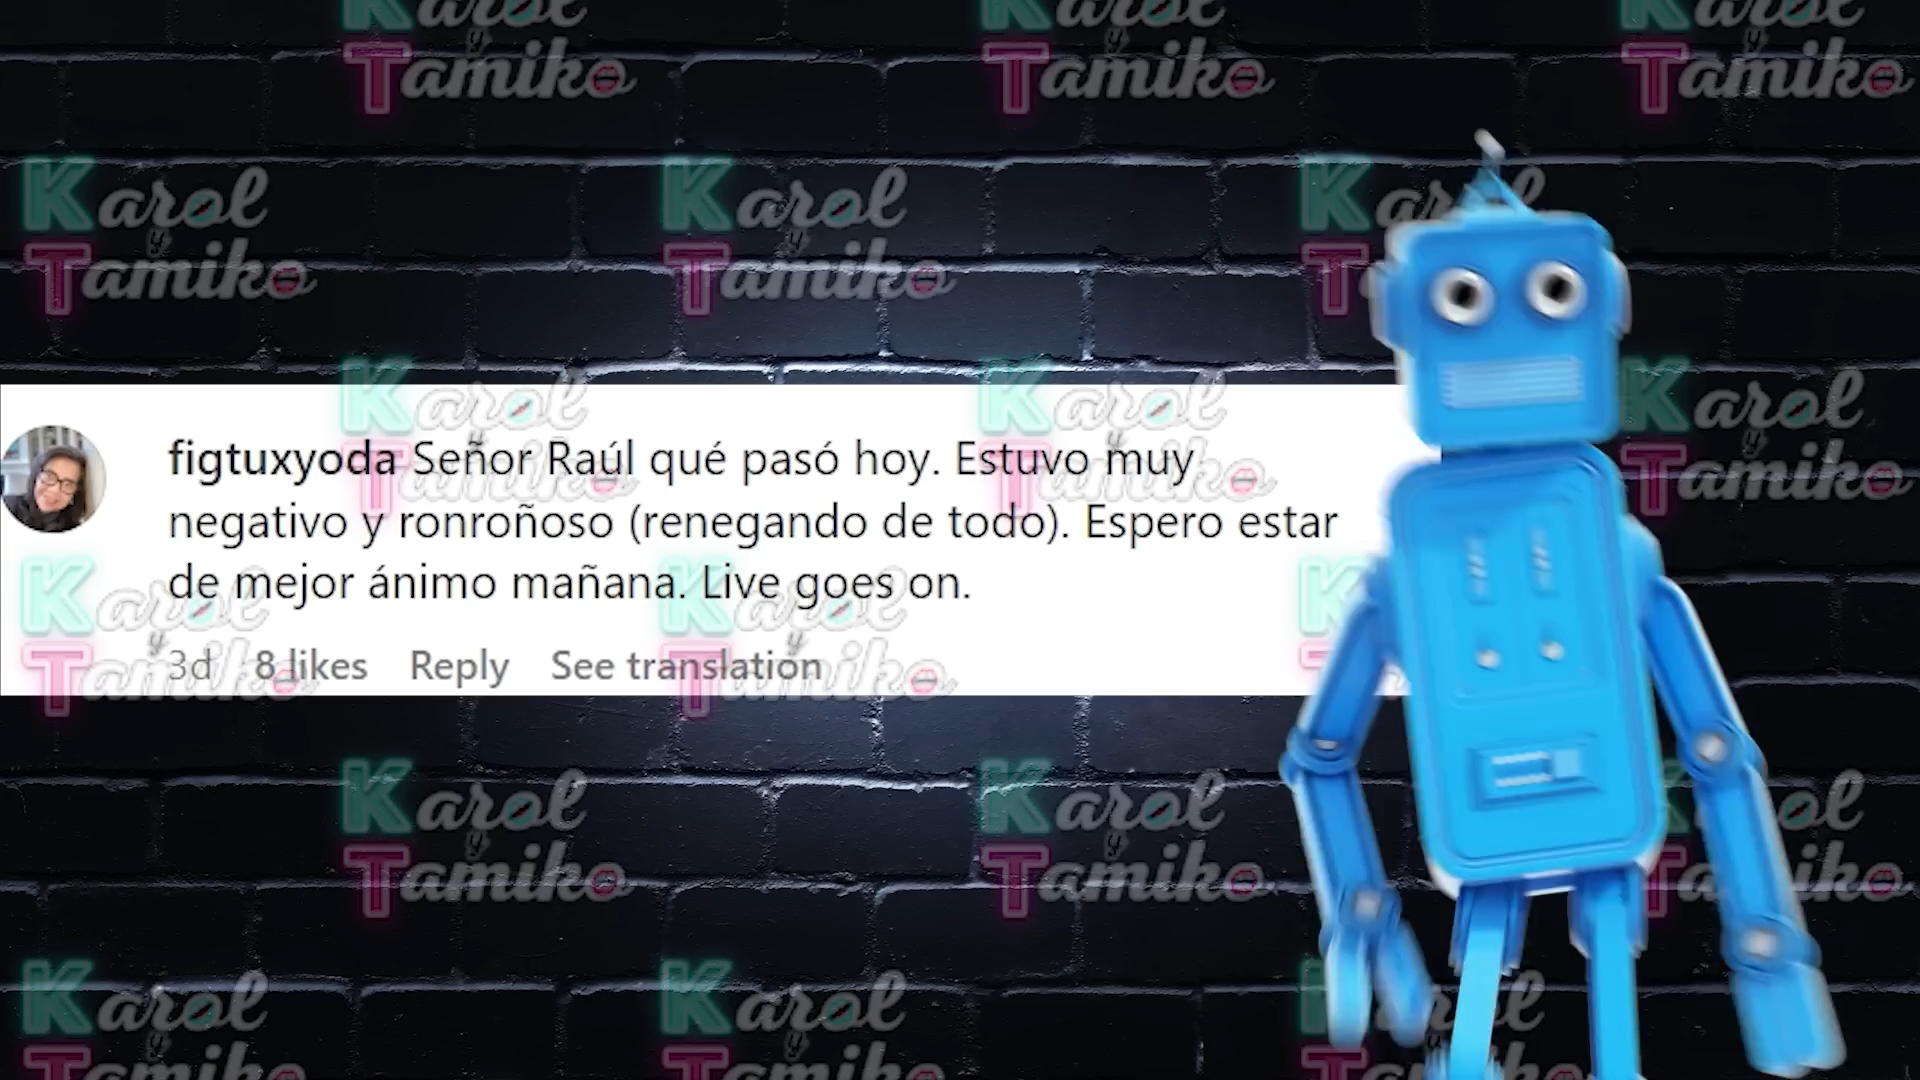 Karol
y
Tamiko
figtuxyoda Señor Raúl qué pasó hoy. Estuvo muy
negativo y ronroñoso (renegando de todo). Espero estar
de mejor ánimo mañana. Live goes on.
3d 8 likes Reply See translation